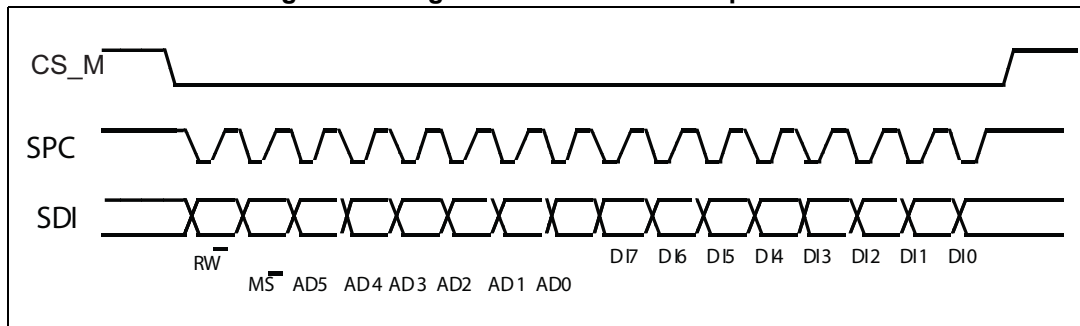 CS_M
SPC
SDI
RW DI7 DI6 DI5 DI4 DI3 DI2 DI1 DI0
MS AD5 AD4 AD3 AD2 AD1 AD0